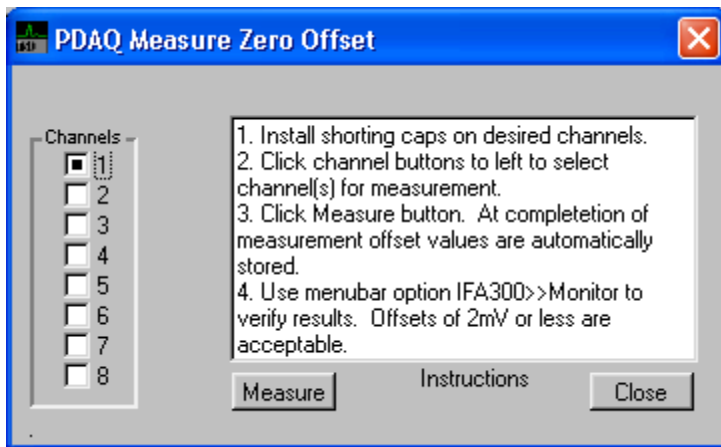 PDAQ Measure Zero Offset
Channels
1
2
3
4
5
6
7
8
1. Install shorting caps on desired channels.
2. Click channel buttons to left to select
channel(s) for measurement.
3. Click Measure button.  At completetion of
measurement offset values are automatically
stored.
4. Use menubar option IFA300>>Monitor to
verify results.  Offsets of 2mV or less are
acceptable.
Measure
Instructions
Close
.